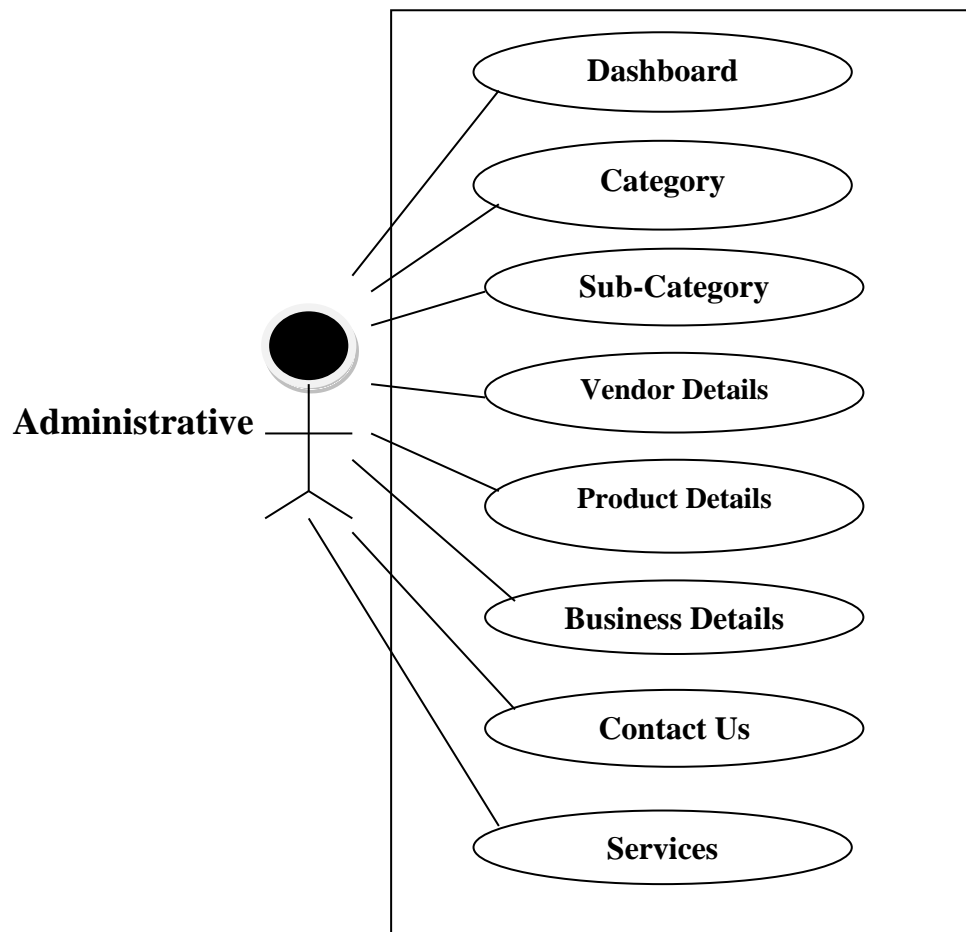 Dashboard
Category
Sub-Category
Vendor Details
Administrative
Product Details
Business Details
Contact Us
Services